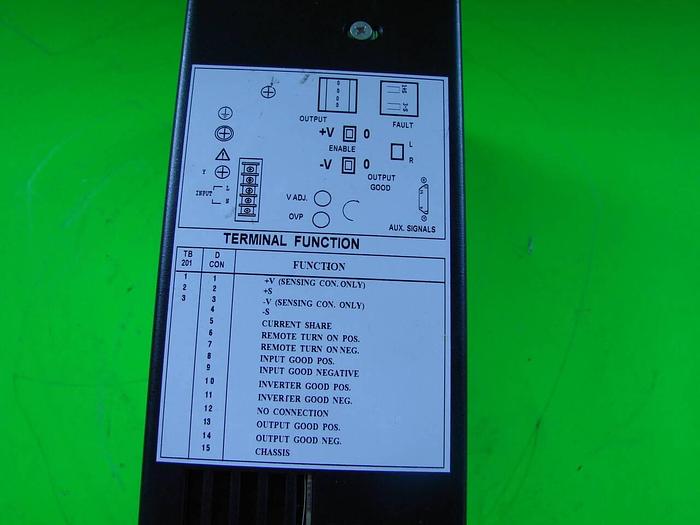 OUTPUT
FAULT
+V 0
ENABLE
-V 0
L
R
OUTPUT
GOOD
Y
INPUT
L
N
V ADJ.
OVP
AUX. SIGNALS
TERMINAL FUNCTION
TB 201 D CON FUNCTION
1 1 +V (SENSING CON. ONLY)
2 2 +S
3 3 -V (SENSING CON. ONLY)
4 -S
5 CURRENT SHARE
6 REMOTE TURN ON POS.
7 REMOTE TURN ON NEG.
8 INPUT GOOD POS.
9 INPUT GOOD NEGATIVE
10 INVERTER GOOD POS.
11 INVERTER GOOD NEG.
12 NO CONNECTION
13 OUTPUT GOOD POS.
14 OUTPUT GOOD NEG.
15 CHASSIS